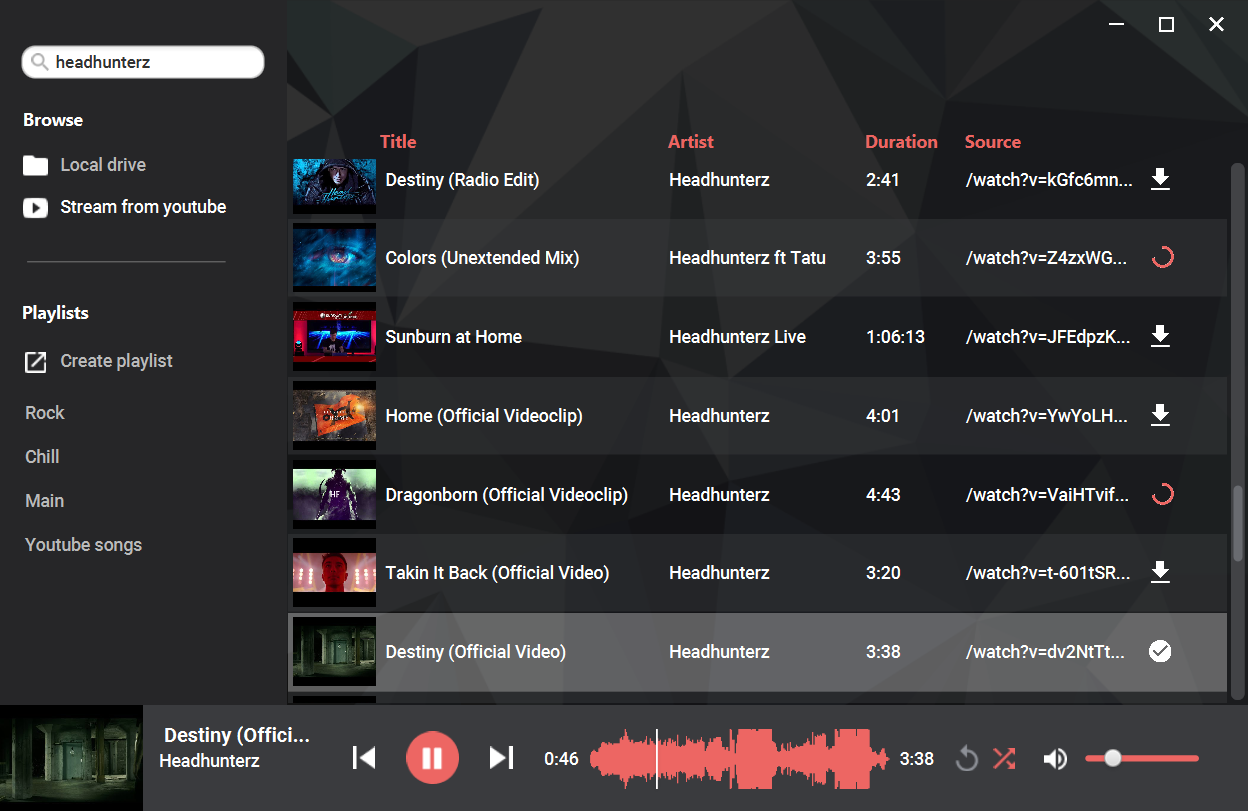 headhunterz
Browse
Local drive
Stream from youtube
Playlists
Create playlist
Rock
Chill
Main
Youtube songs
Title Artist Duration Source
Destiny (Radio Edit) Headhunterz 2:41 /watch?v=kGfc6mn...
Colors (Unextended Mix) Headhunterz ft Tatu 3:55 /watch?v=Z4zxWG...
Sunburn at Home Headhunterz Live 1:06:13 /watch?v=JFEdpzK...
Home (Official Videoclip) Headhunterz 4:01 /watch?v=YwYoLH...
HF
Dragonborn (Official Videoclip) Headhunterz 4:43 /watch?v=VaiHTvif...
Takin It Back (Official Video) Headhunterz 3:20 /watch?v=t-601tSR...
Destiny (Official Video) Headhunterz 3:38 /watch?v=dv2NtTt...
Destiny (Offici...
Headhunterz
0:46 3:38